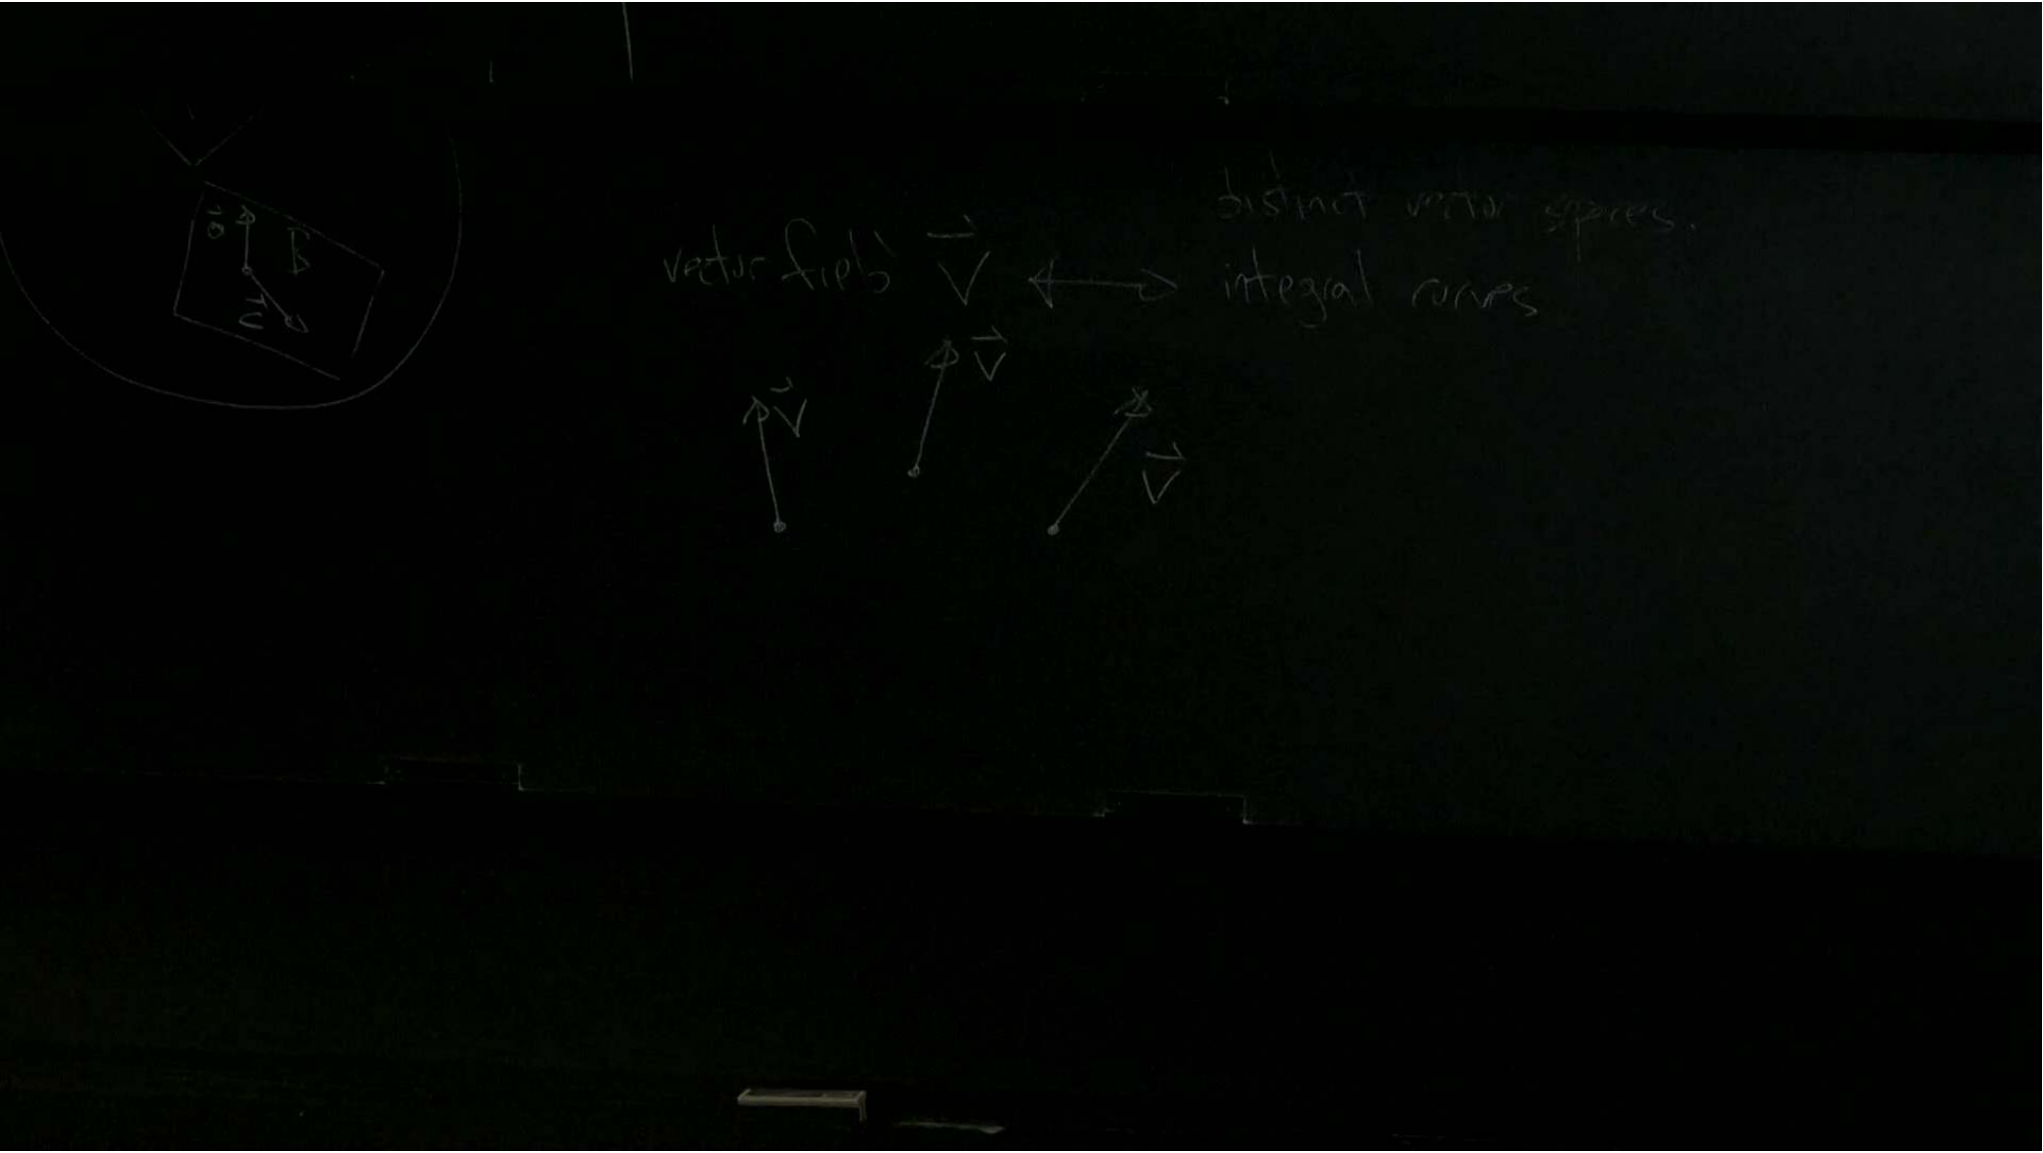 distinct vector spaces.
vector field V⃗ ↔ integral curves
V⃗
V⃗
V⃗